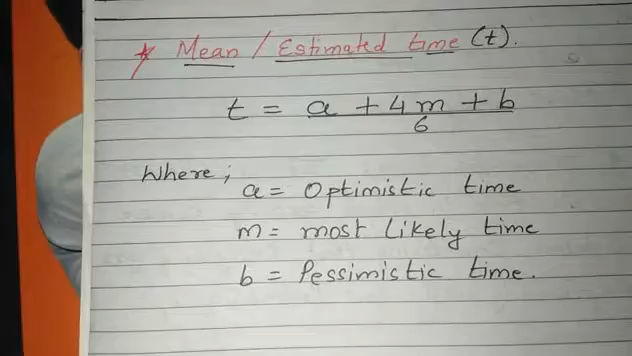 * Mean / Estimated time (t).
t = a + 4m + b
6
Where;
a = Optimistic time
m = most likely time
b = Pessimistic time.